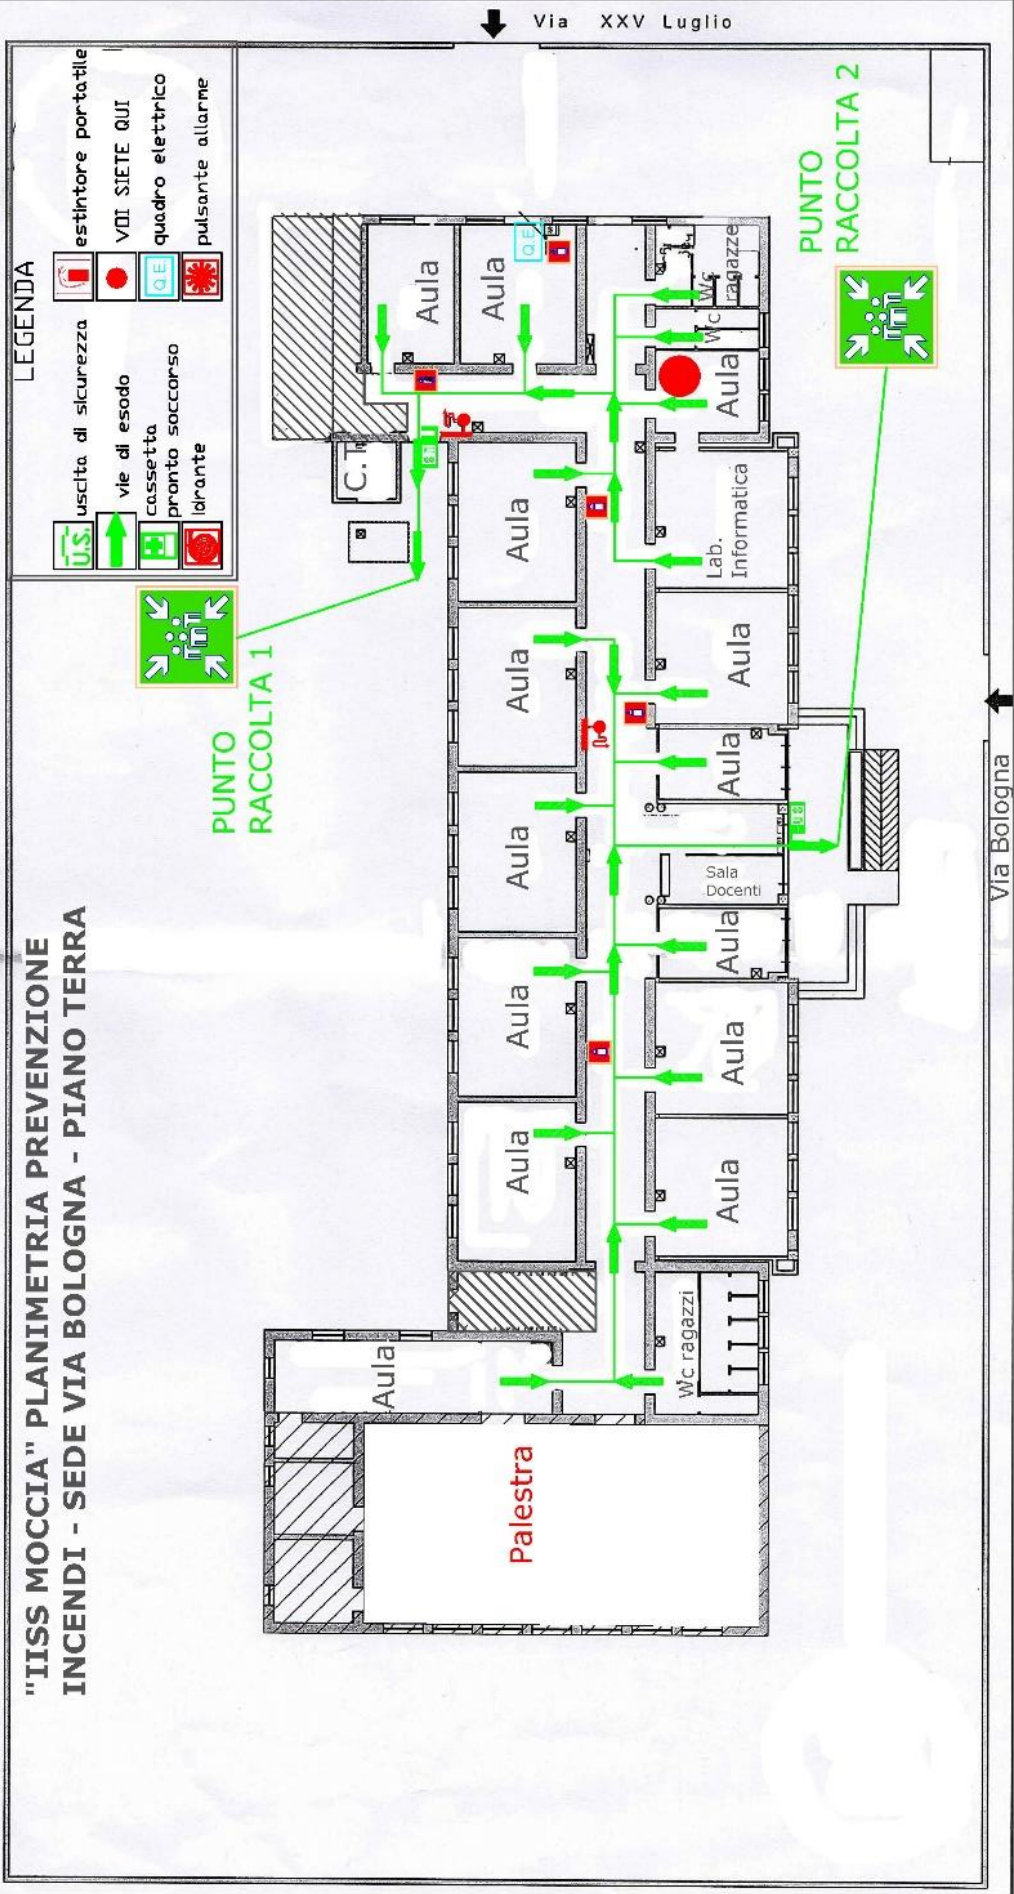 Via XXV Luglio
"IISS MOCCIA" PLANIMETRIA PREVENZIONE
INCENDI - SEDE VIA BOLOGNA - PIANO TERRA
LEGENDA
U.S. uscita di sicurezza
vie di esodo
cassetta
pronto soccorso
Idrante
estintore portatile
VOI SIETE QUI
Q.E. quadro elettrico
pulsante allarme
PUNTO
RACCOLTA 1
PUNTO
RACCOLTA 2
Via Bologna
C.T.
Aula
Aula
Q.E.
Wc
ragazze
Wc
Aula
Lab.
Informatica
Aula
Aula
Aula
Aula
Aula
Aula
Aula
Sala
Docenti
Aula
Aula
Aula
Wc ragazzi
Aula
Palestra